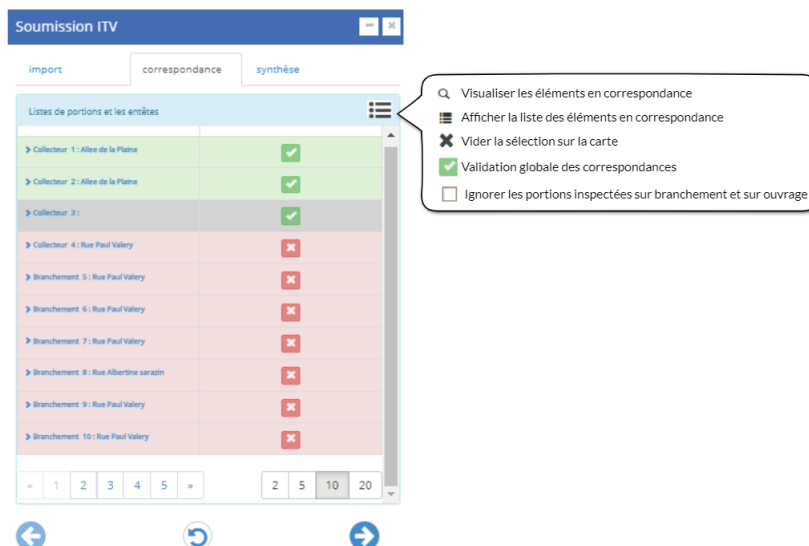 Soumission ITV
import correspondance synthèse
Listes de portions et les entêtes
Collecteur 1 : Allee de la Plaine
Collecteur 2 : Allee de la Plaine
Collecteur 3 :
Collecteur 4 : Rue Paul Valery
Branchement 5 : Rue Paul Valery
Branchement 6 : Rue Paul Valery
Branchement 7 : Rue Paul Valery
Branchement 8 : Rue Albertine sarazin
Branchement 9 : Rue Paul Valery
Branchement 10 : Rue Paul Valery
« 1 2 3 4 5 » 2 5 10 20
Visualiser les éléments en correspondance
Afficher la liste des éléments en correspondance
Vider la sélection sur la carte
Validation globale des correspondances
Ignorer les portions inspectées sur branchement et sur ouvrage